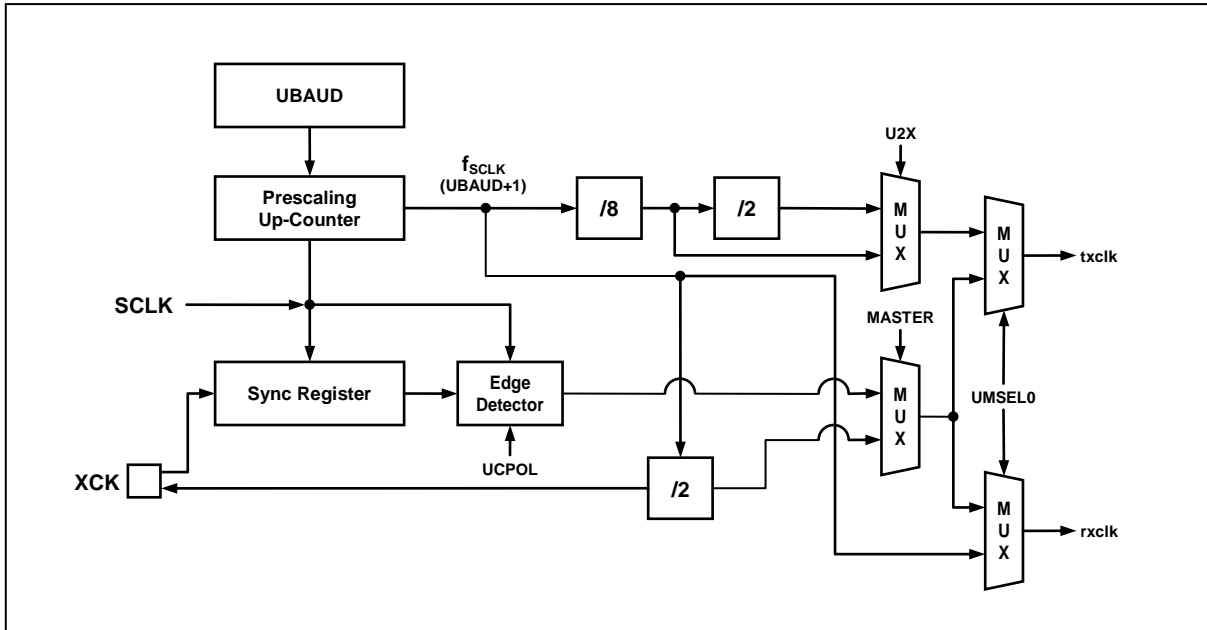 UBAUD
U2X
fSCLK
(UBAUD+1)
Prescaling
Up-Counter
/8
/2
M
U
X
M
U
X
txclk
SCLK
MASTER
Sync Register
Edge
Detector
M
U
X
UMSEL0
UCPOL
XCK
/2
M
U
X
rxclk